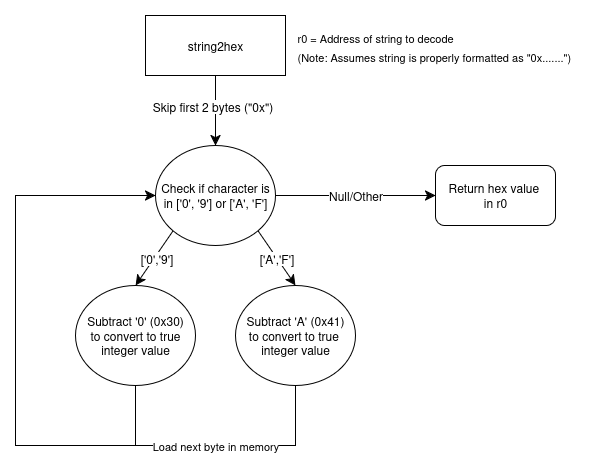 string2hex
r0 = Address of string to decode
(Note: Assumes string is properly formatted as "0x.......")
Skip first 2 bytes ("0x")
Check if character is
in ['0', '9'] or ['A', 'F']
Null/Other
Return hex value
in r0
['0','9']
['A,'F']
Subtract '0' (0x30)
to convert to true
integer value
Subtract 'A' (0x41)
to convert to true
integer value
Load next byte in memory